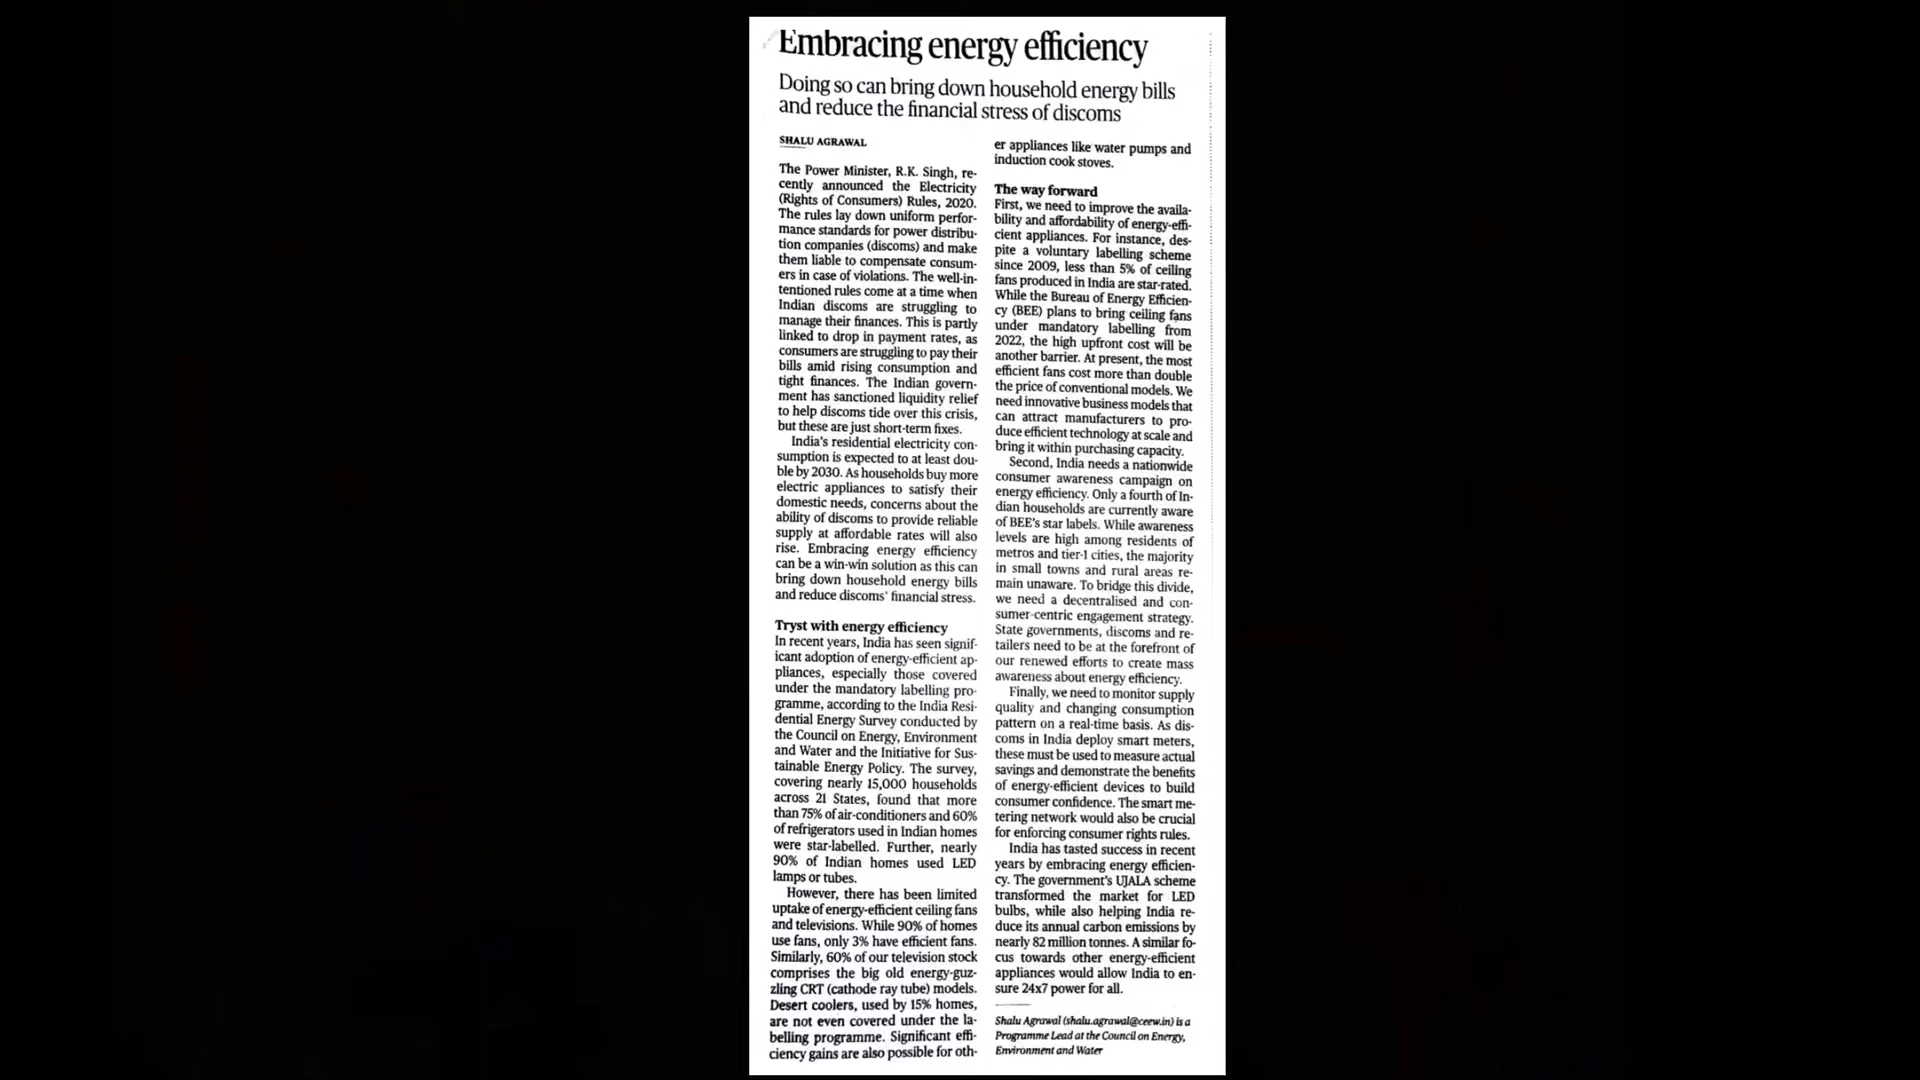 Embracing energy efficiency
Doing so can bring down household energy bills
and reduce the financial stress of discoms
SHALU AGRAWAL
The Power Minister, R.K. Singh, re-
cently announced the Electricity
(Rights of Consumers) Rules, 2020.
The rules lay down uniform perfor-
mance standards for power distribu-
tion companies (discoms) and make
them liable to compensate consum-
ers in case of violations. The well-in-
tentioned rules come at a time when
Indian discoms are struggling to
manage their finances. This is partly
linked to drop in payment rates, as
consumers are struggling to pay their
bills amid rising consumption and
tight finances. The Indian govern-
ment has sanctioned liquidity relief
to help discoms tide over this crisis,
but these are just short-term fixes.
India's residential electricity con-
sumption is expected to at least dou-
ble by 2030. As households buy more
electric appliances to satisfy their
domestic needs, concerns about the
ability of discoms to provide reliable
supply at affordable rates will also
rise. Embracing energy efficiency
can be a win-win solution as this can
bring down household energy bills
and reduce discoms' financial stress.
Tryst with energy efficiency
In recent years, India has seen signif-
icant adoption of energy-efficient ap-
pliances, especially those covered
under the mandatory labelling pro-
gramme, according to the India Resi-
dential Energy Survey conducted by
the Council on Energy, Environment
and Water and the Initiative for Sus-
tainable Energy Policy. The survey,
covering nearly 15,000 households
across 21 States, found that more
than 75% of air-conditioners and 60%
of refrigerators used in Indian homes
were star-labelled. Further, nearly
90% of Indian homes used LED
lamps or tubes.
However, there has been limited
uptake of energy-efficient ceiling fans
and televisions. While 90% of homes
use fans, only 3% have efficient fans.
Similarly, 60% of our television stock
comprises the big old energy-guz-
zling CRT (cathode ray tube) models.
Desert coolers, used by 15% homes,
are not even covered under the la-
belling programme. Significant effi-
ciency gains are also possible for oth-
er appliances like water pumps and
induction cook stoves.
The way forward
First, we need to improve the availa-
bility and affordability of energy-effi-
cient appliances. For instance, des-
pite a voluntary labelling scheme
since 2009, less than 5% of ceiling
fans produced in India are star-rated.
While the Bureau of Energy Efficien-
cy (BEE) plans to bring ceiling fans
under mandatory labelling from
2022, the high upfront cost will be
another barrier. At present, the most
efficient fans cost more than double
the price of conventional models. We
need innovative business models that
can attract manufacturers to pro-
duce efficient technology at scale and
bring it within purchasing capacity.
Second, India needs a nationwide
consumer awareness campaign on
energy efficiency. Only a fourth of In-
dian households are currently aware
of BEE's star labels. While awareness
levels are high among residents of
metros and tier-1 cities, the majority
in small towns and rural areas re-
main unaware. To bridge this divide,
we need a decentralised and con-
sumer-centric engagement strategy.
State governments, discoms and re-
tailers need to be at the forefront of
our renewed efforts to create mass
awareness about energy efficiency.
Finally, we need to monitor supply
quality and changing consumption
pattern on a real-time basis. As dis-
coms in India deploy smart meters,
these must be used to measure actual
savings and demonstrate the benefits
of energy-efficient devices to build
consumer confidence. The smart me-
tering network would also be crucial
for enforcing consumer rights rules.
India has tasted success in recent
years by embracing energy efficien-
cy. The government's UJALA scheme
transformed the market for LED
bulbs, while also helping India re-
duce its annual carbon emissions by
nearly 82 million tonnes. A similar fo-
cus towards other energy-efficient
appliances would allow India to en-
sure 24x7 power for all.
Shalu Agrawal (shalu.agrawal@ceew.in) is a
Programme Lead at the Council on Energy,
Environment and Water